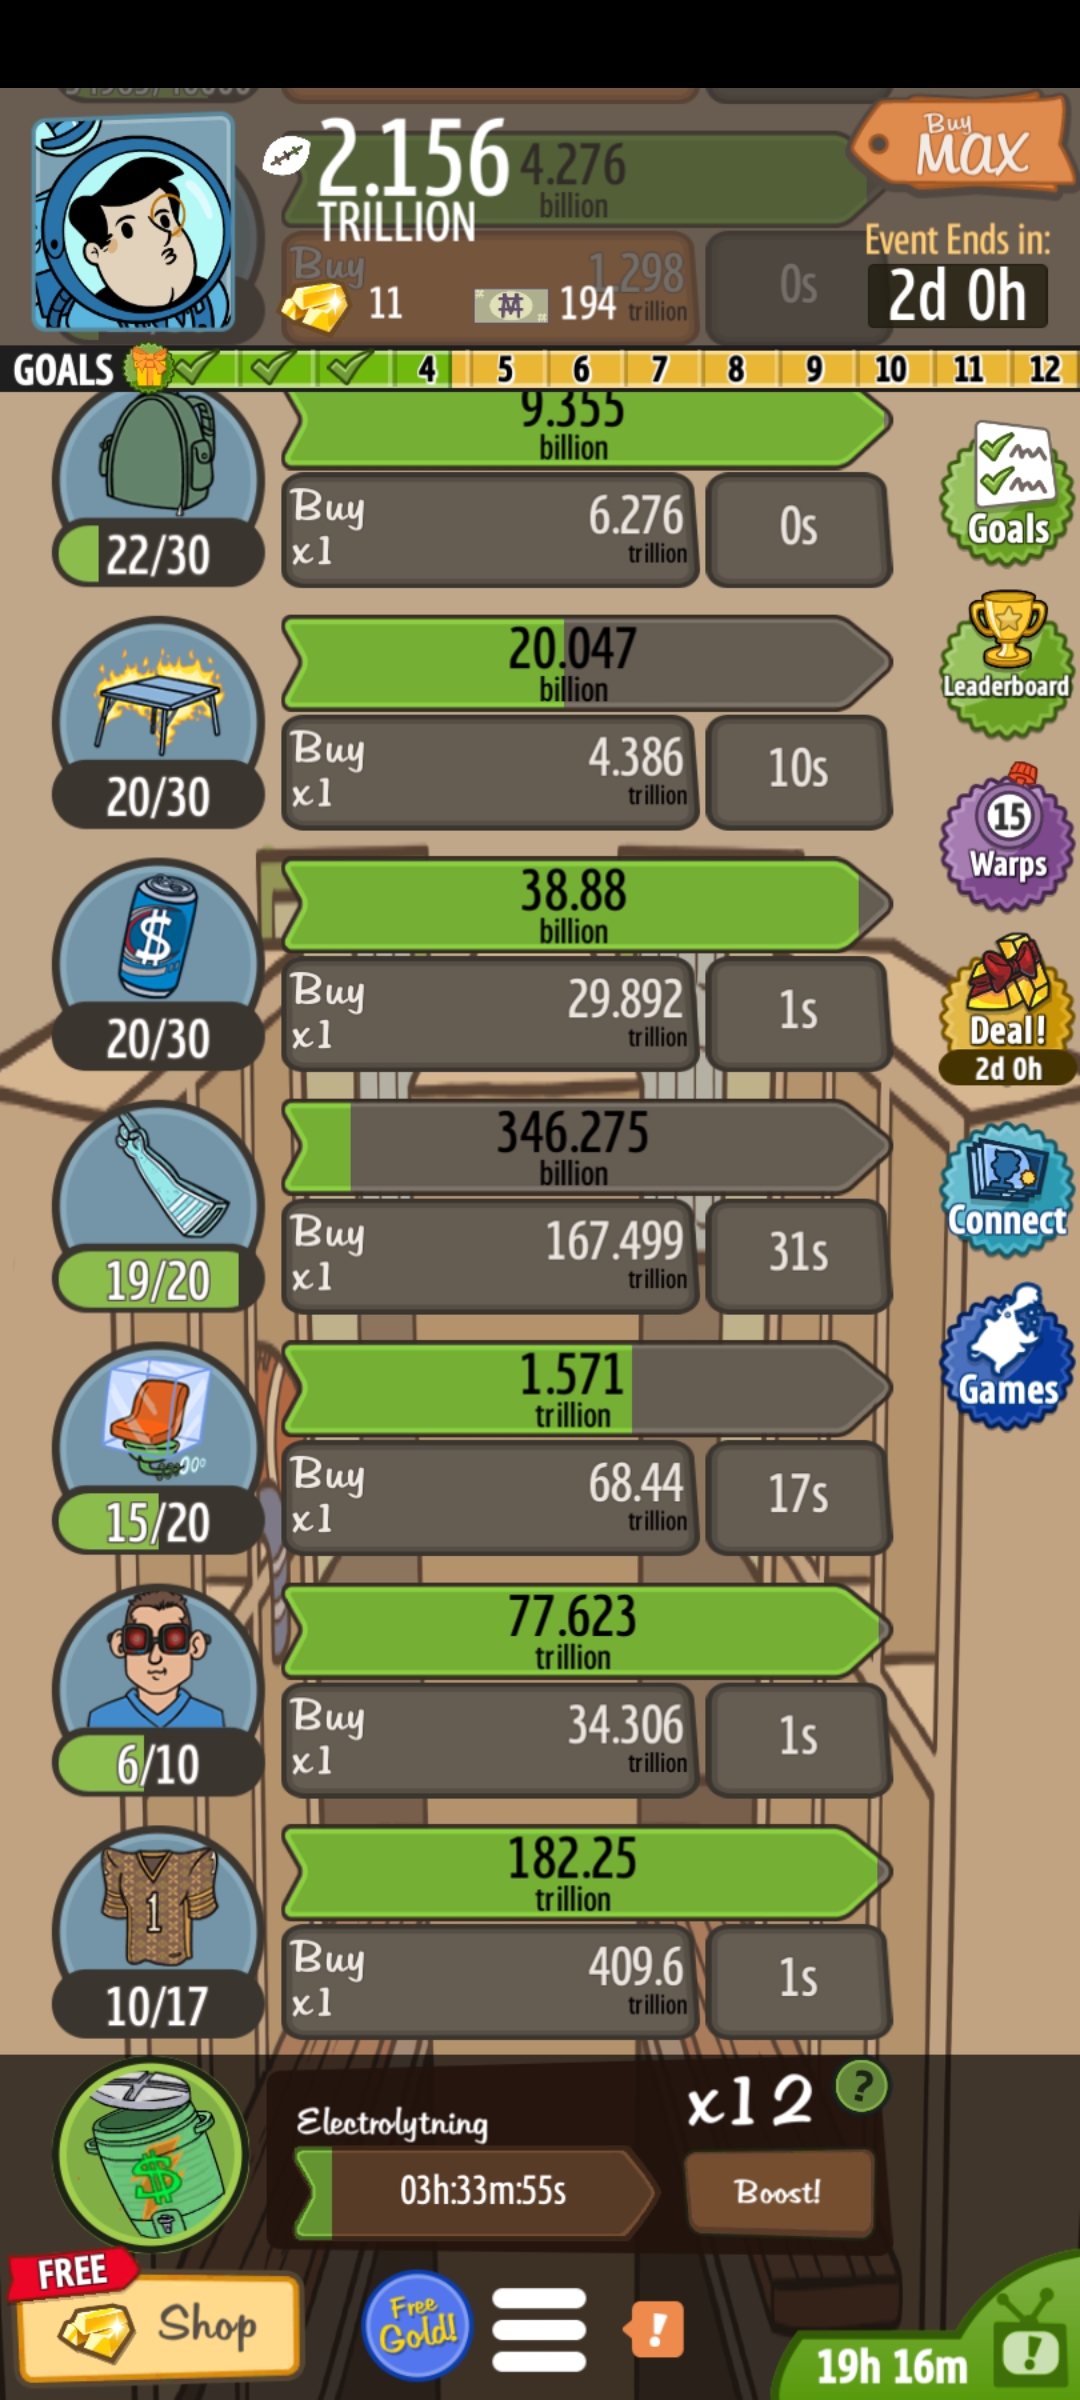 2.156
TRILLION
4.276
billion
Buy
MAX
Event Ends in:
2d 0h
Buy
1.298
trillion
0s
11
194
GOALS 4 5 6 7 8 9 10 11 12
9.355
billion
22/30
Buy
x1
6.276
trillion
0s
Goals
20.047
billion
20/30
Buy
x1
4.386
trillion
10s
Leaderboard
15
Warps
38.88
billion
20/30
Buy
x1
29.892
trillion
1s
$
Deal!
2d 0h
346.275
billion
19/20
Buy
x1
167.499
trillion
31s
Connect
1.571
trillion
15/20
Buy
x1
68.44
trillion
17s
Games
77.623
trillion
6/10
Buy
x1
34.306
trillion
1s
182.25
trillion
1
10/17
Buy
x1
409.6
trillion
1s
$
Electrolytning
03h:33m:55s
x12
?
Boost!
FREE
Shop
Free
Gold!
!
19h 16m
!